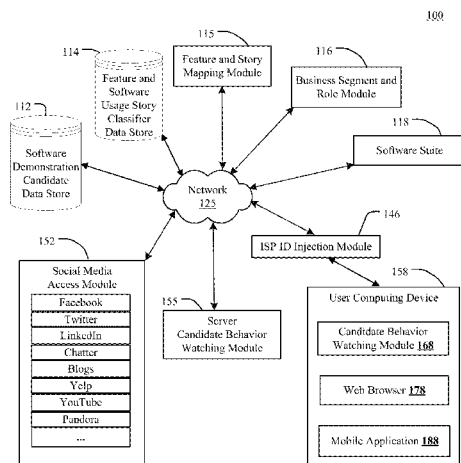 100
115
114
Feature and Story
Mapping Module
116
Business Segment and
Role Module
Feature and
Software
Usage Story
Classifier
Data Store
112
118
Software Suite
Software
Demonstration
Candidate
Data Store
Network
125
146
ISP ID Injection Module
152
Social Media
Access Module
Facebook
Twitter
LinkedIn
Chatter
Blogs
Yelp
YouTube
Pandora
...
155
Server
Candidate Behavior
Watching Module
158
User Computing Device
Candidate Behavior
Watching Module 168
Web Browser 178
Mobile Application 188